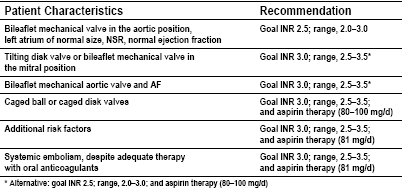 Patient Characteristics Recommendation
Bileaflet mechanical valve in the aortic position, Goal INR 2.5; range, 2.0–3.0
left atrium of normal size, NSR, normal ejection fraction
Tilting disk valve or bileaflet mechanical valve in Goal INR 3.0; range, 2.5–3.5*
the mitral position
Bileaflet mechanical aortic valve and AF Goal INR 3.0; range, 2.5–3.5*
Caged ball or caged disk valves Goal INR 3.0; range, 2.5–3.5;
and aspirin therapy (80–100 mg/d)
Additional risk factors Goal INR 3.0; range, 2.5–3.5;
and aspirin therapy (81 mg/d)
Systemic embolism, despite adequate therapy Goal INR 3.0; range, 2.5–3.5;
with oral anticoagulants and aspirin therapy (81 mg/d)
* Alternative: goal INR 2.5; range, 2.0–3.0; and aspirin therapy (80–100 mg/d)